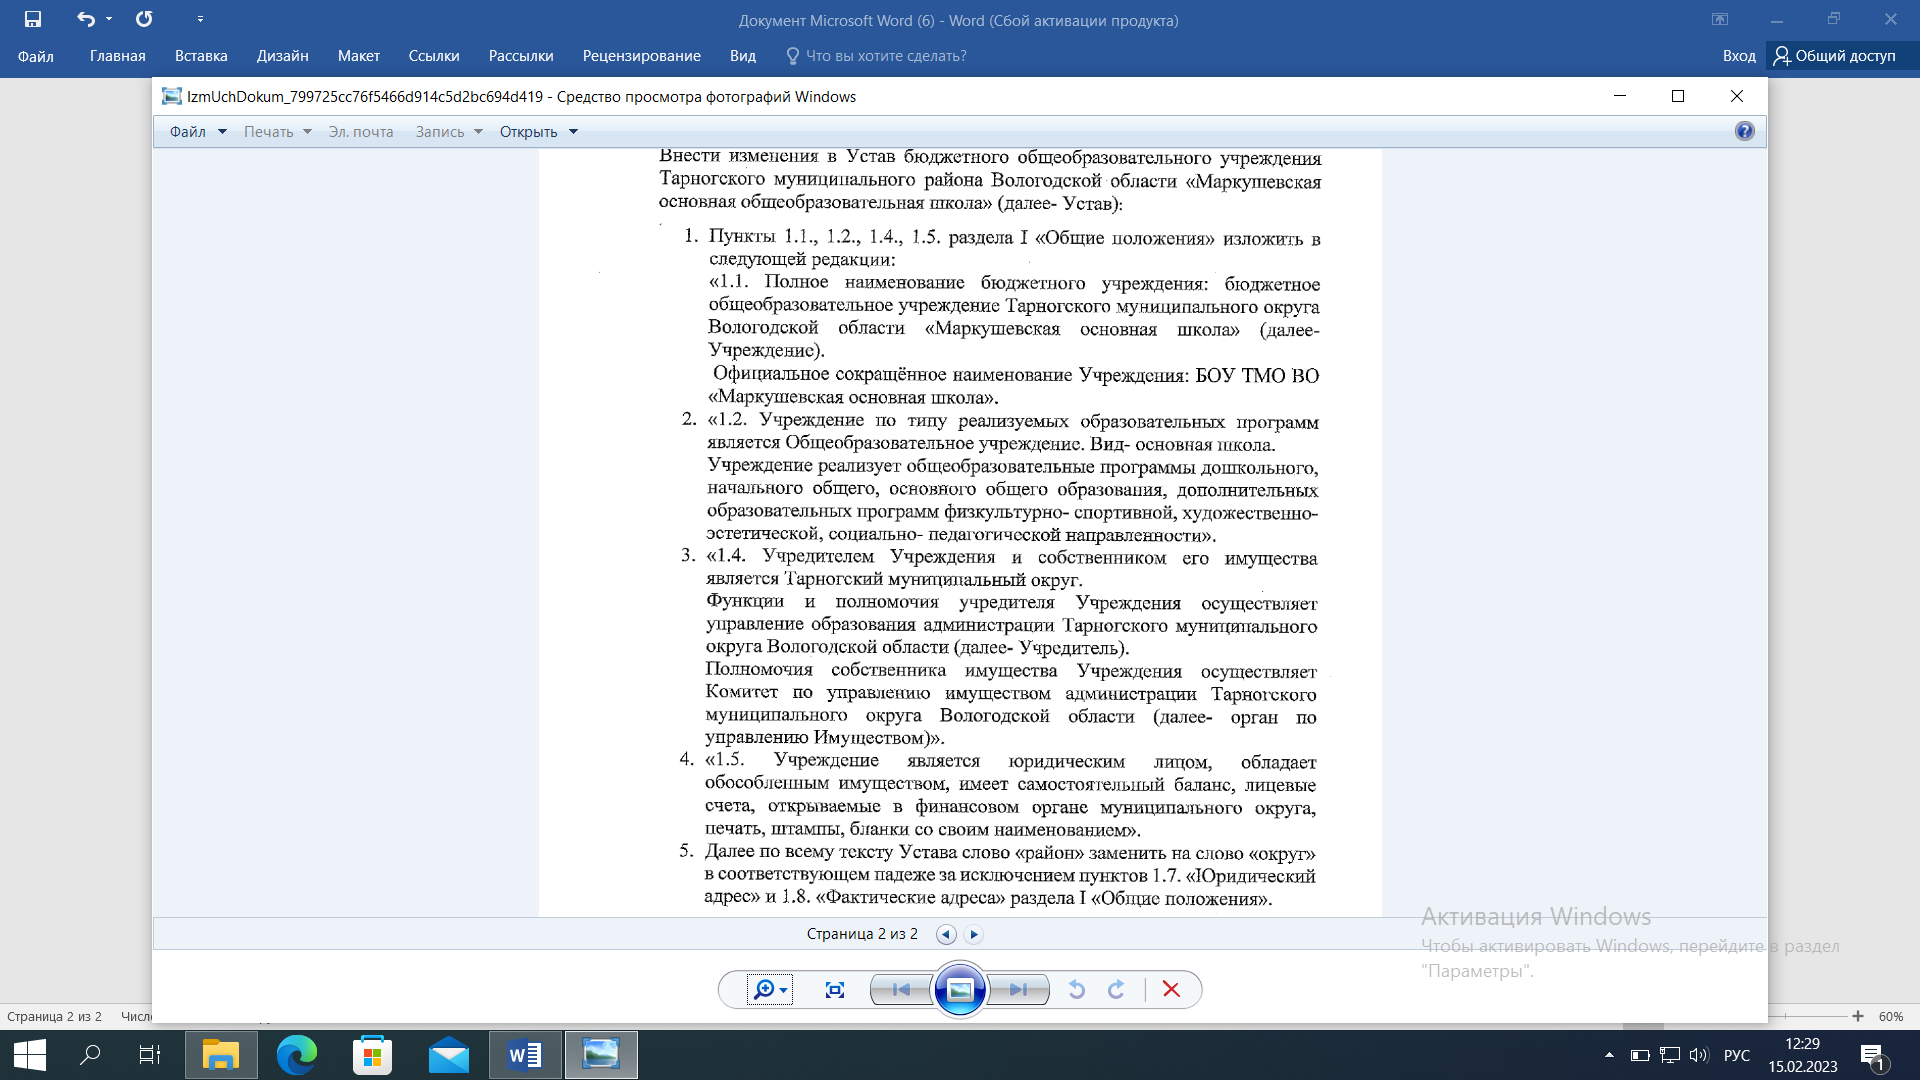 Документ Microsoft Word (6) - Word (Сбой активации продукта)
Файл Главная Вставка Дизайн Макет Ссылки Рассылки Рецензирование Вид Что вы хотите сделать? Вход Общий доступ
IzmUchDokum_799725cc76f5466d914c5d2bc694d419 - Средство просмотра фотографий Windows
Файл Печать Эл. почта Запись Открыть
Внести изменения в Устав бюджетного общеобразовательного учреждения
Тарногского муниципального района Вологодской области «Маркушевская
основная общеобразовательная школа» (далее- Устав):
1. Пункты 1.1., 1.2., 1.4., 1.5. раздела I «Общие положения» изложить в
следующей редакции:
«1.1. Полное наименование бюджетного учреждения: бюджетное
общеобразовательное учреждение Тарногского муниципального округа
Вологодской области «Маркушевская основная школа» (далее-
Учреждение).
Официальное сокращённое наименование Учреждения: БОУ ТМО ВО
«Маркушевская основная школа».
2. «1.2. Учреждение по типу реализуемых образовательных программ
является Общеобразовательное учреждение. Вид- основная школа.
Учреждение реализует общеобразовательные программы дошкольного,
начального общего, основного общего образования, дополнительных
образовательных программ физкультурно- спортивной, художественно-
эстетической, социально- педагогической направленности».
3. «1.4. Учредителем Учреждения и собственником его имущества
является Тарногский муниципальный округ.
Функции и полномочия учредителя Учреждения осуществляет
управление образования администрации Тарногского муниципального
округа Вологодской области (далее- Учредитель).
Полномочия собственника имущества Учреждения осуществляет
Комитет по управлению имуществом администрации Тарногского
муниципального округа Вологодской области (далее- орган по
управлению Имуществом)».
4. «1.5. Учреждение является юридическим лицом, обладает
обособленным имуществом, имеет самостоятельный баланс, лицевые
счета, открываемые в финансовом органе муниципального округа,
печать, штампы, бланки со своим наименованием».
5. Далее по всему тексту Устава слово «район» заменить на слово «округ»
в соответствующем падеже за исключением пунктов 1.7. «Юридический
адрес» и 1.8. «Фактические адреса» раздела I «Общие положения».
Активация Windows
Чтобы активировать Windows, перейдите в раздел
"Параметры".
Страница 2 из 2
Страница 2 из 2 60%
РУС 12:29
15.02.2023 1